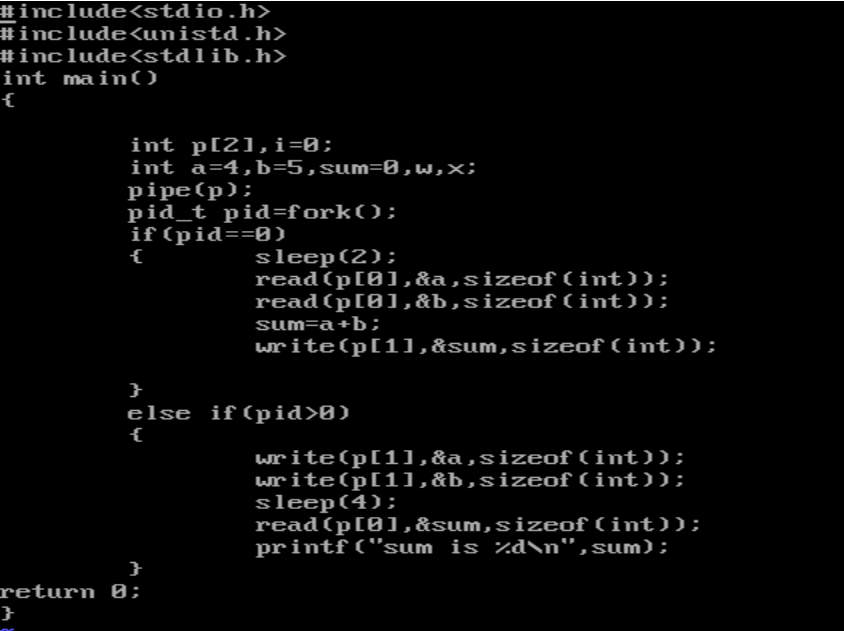 #include<stdio.h>
#include<unistd.h>
#include<stdlib.h>
int main()
{
int p[2],i=0;
int a=4,b=5,sum=0,w,x;
pipe(p);
pid_t pid=fork();
if(pid==0)
{ sleep(2);
read(p[0],&a,sizeof(int));
read(p[0],&b,sizeof(int));
sum=a+b;
write(p[1],&sum,sizeof(int));
}
else if(pid>0)
{
write(p[1],&a,sizeof(int));
write(p[1],&b,sizeof(int));
sleep(4);
read(p[0],&sum,sizeof(int));
printf("sum is %d\n",sum);
}
return 0;
}